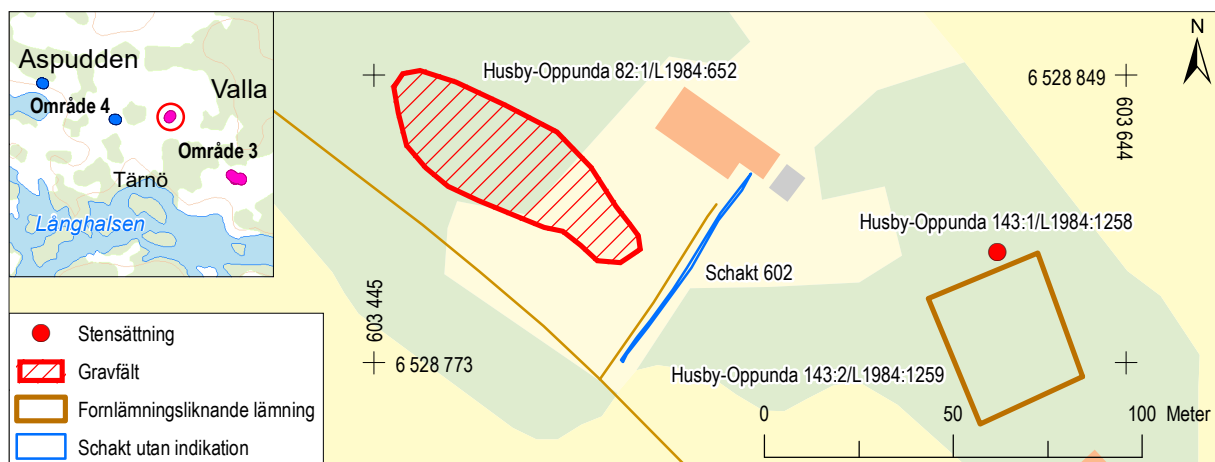 Aspudden
Valla
Område 4
Område 3
Tärnö
Långhalsen
Husby-Oppunda 82:1/L1984:652
6 528 849
603 644
N
Husby-Oppunda 143:1/L1984:1258
Schakt 602
603 445
6 528 773
Husby-Oppunda 143:2/L1984:1259
Stensättning
Gravfält
Fornlämningsliknande lämning
Schakt utan indikation
0 50 100 Meter